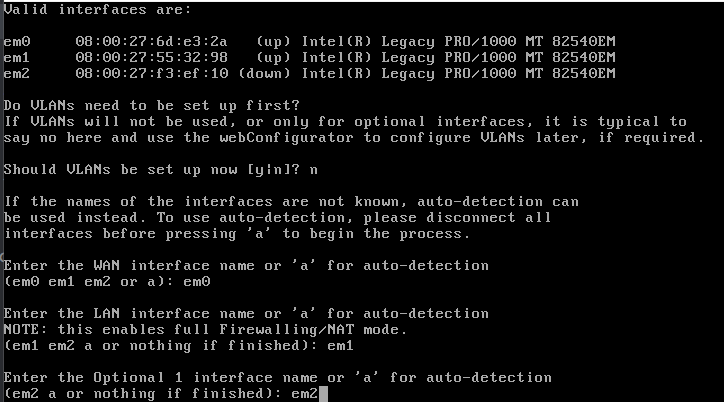 Valid interfaces are:
em0     08:00:27:6d:e3:2a   (up) Intel(R) Legacy PRO/1000 MT 82540EM
em1     08:00:27:55:32:98   (up) Intel(R) Legacy PRO/1000 MT 82540EM
em2     08:00:27:f3:ef:10 (down) Intel(R) Legacy PRO/1000 MT 82540EM
Do VLANs need to be set up first?
If VLANs will not be used, or only for optional interfaces, it is typical to
say no here and use the webConfigurator to configure VLANs later, if required.
Should VLANs be set up now [y|n]? n
If the names of the interfaces are not known, auto-detection can
be used instead. To use auto-detection, please disconnect all
interfaces before pressing 'a' to begin the process.
Enter the WAN interface name or 'a' for auto-detection
(em0 em1 em2 or a): em0
Enter the LAN interface name or 'a' for auto-detection
NOTE: this enables full Firewalling/NAT mode.
(em1 em2 a or nothing if finished): em1
Enter the Optional 1 interface name or 'a' for auto-detection
(em2 a or nothing if finished): em2